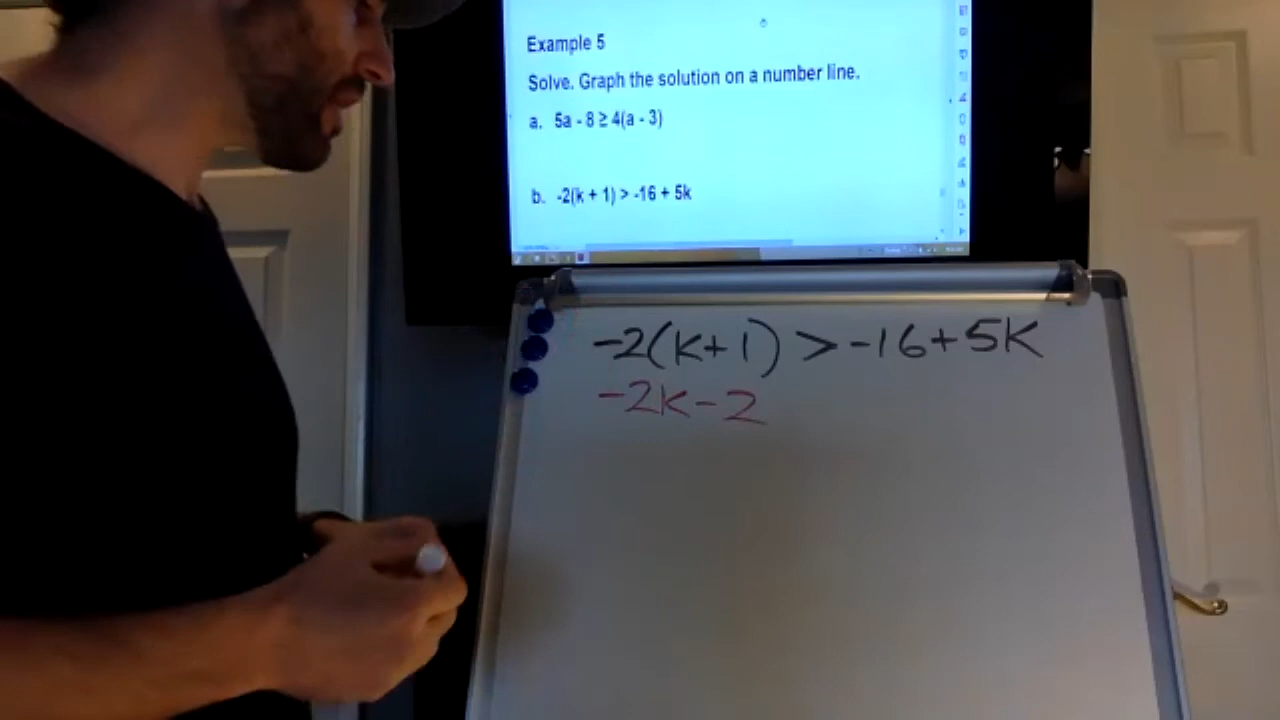 Example 5
Solve. Graph the solution on a number line.
a. 5a - 8 ≥ 4(a - 3)
b. -2(k + 1) > -16 + 5k
-2(k+1) > -16+5k
-2k-2